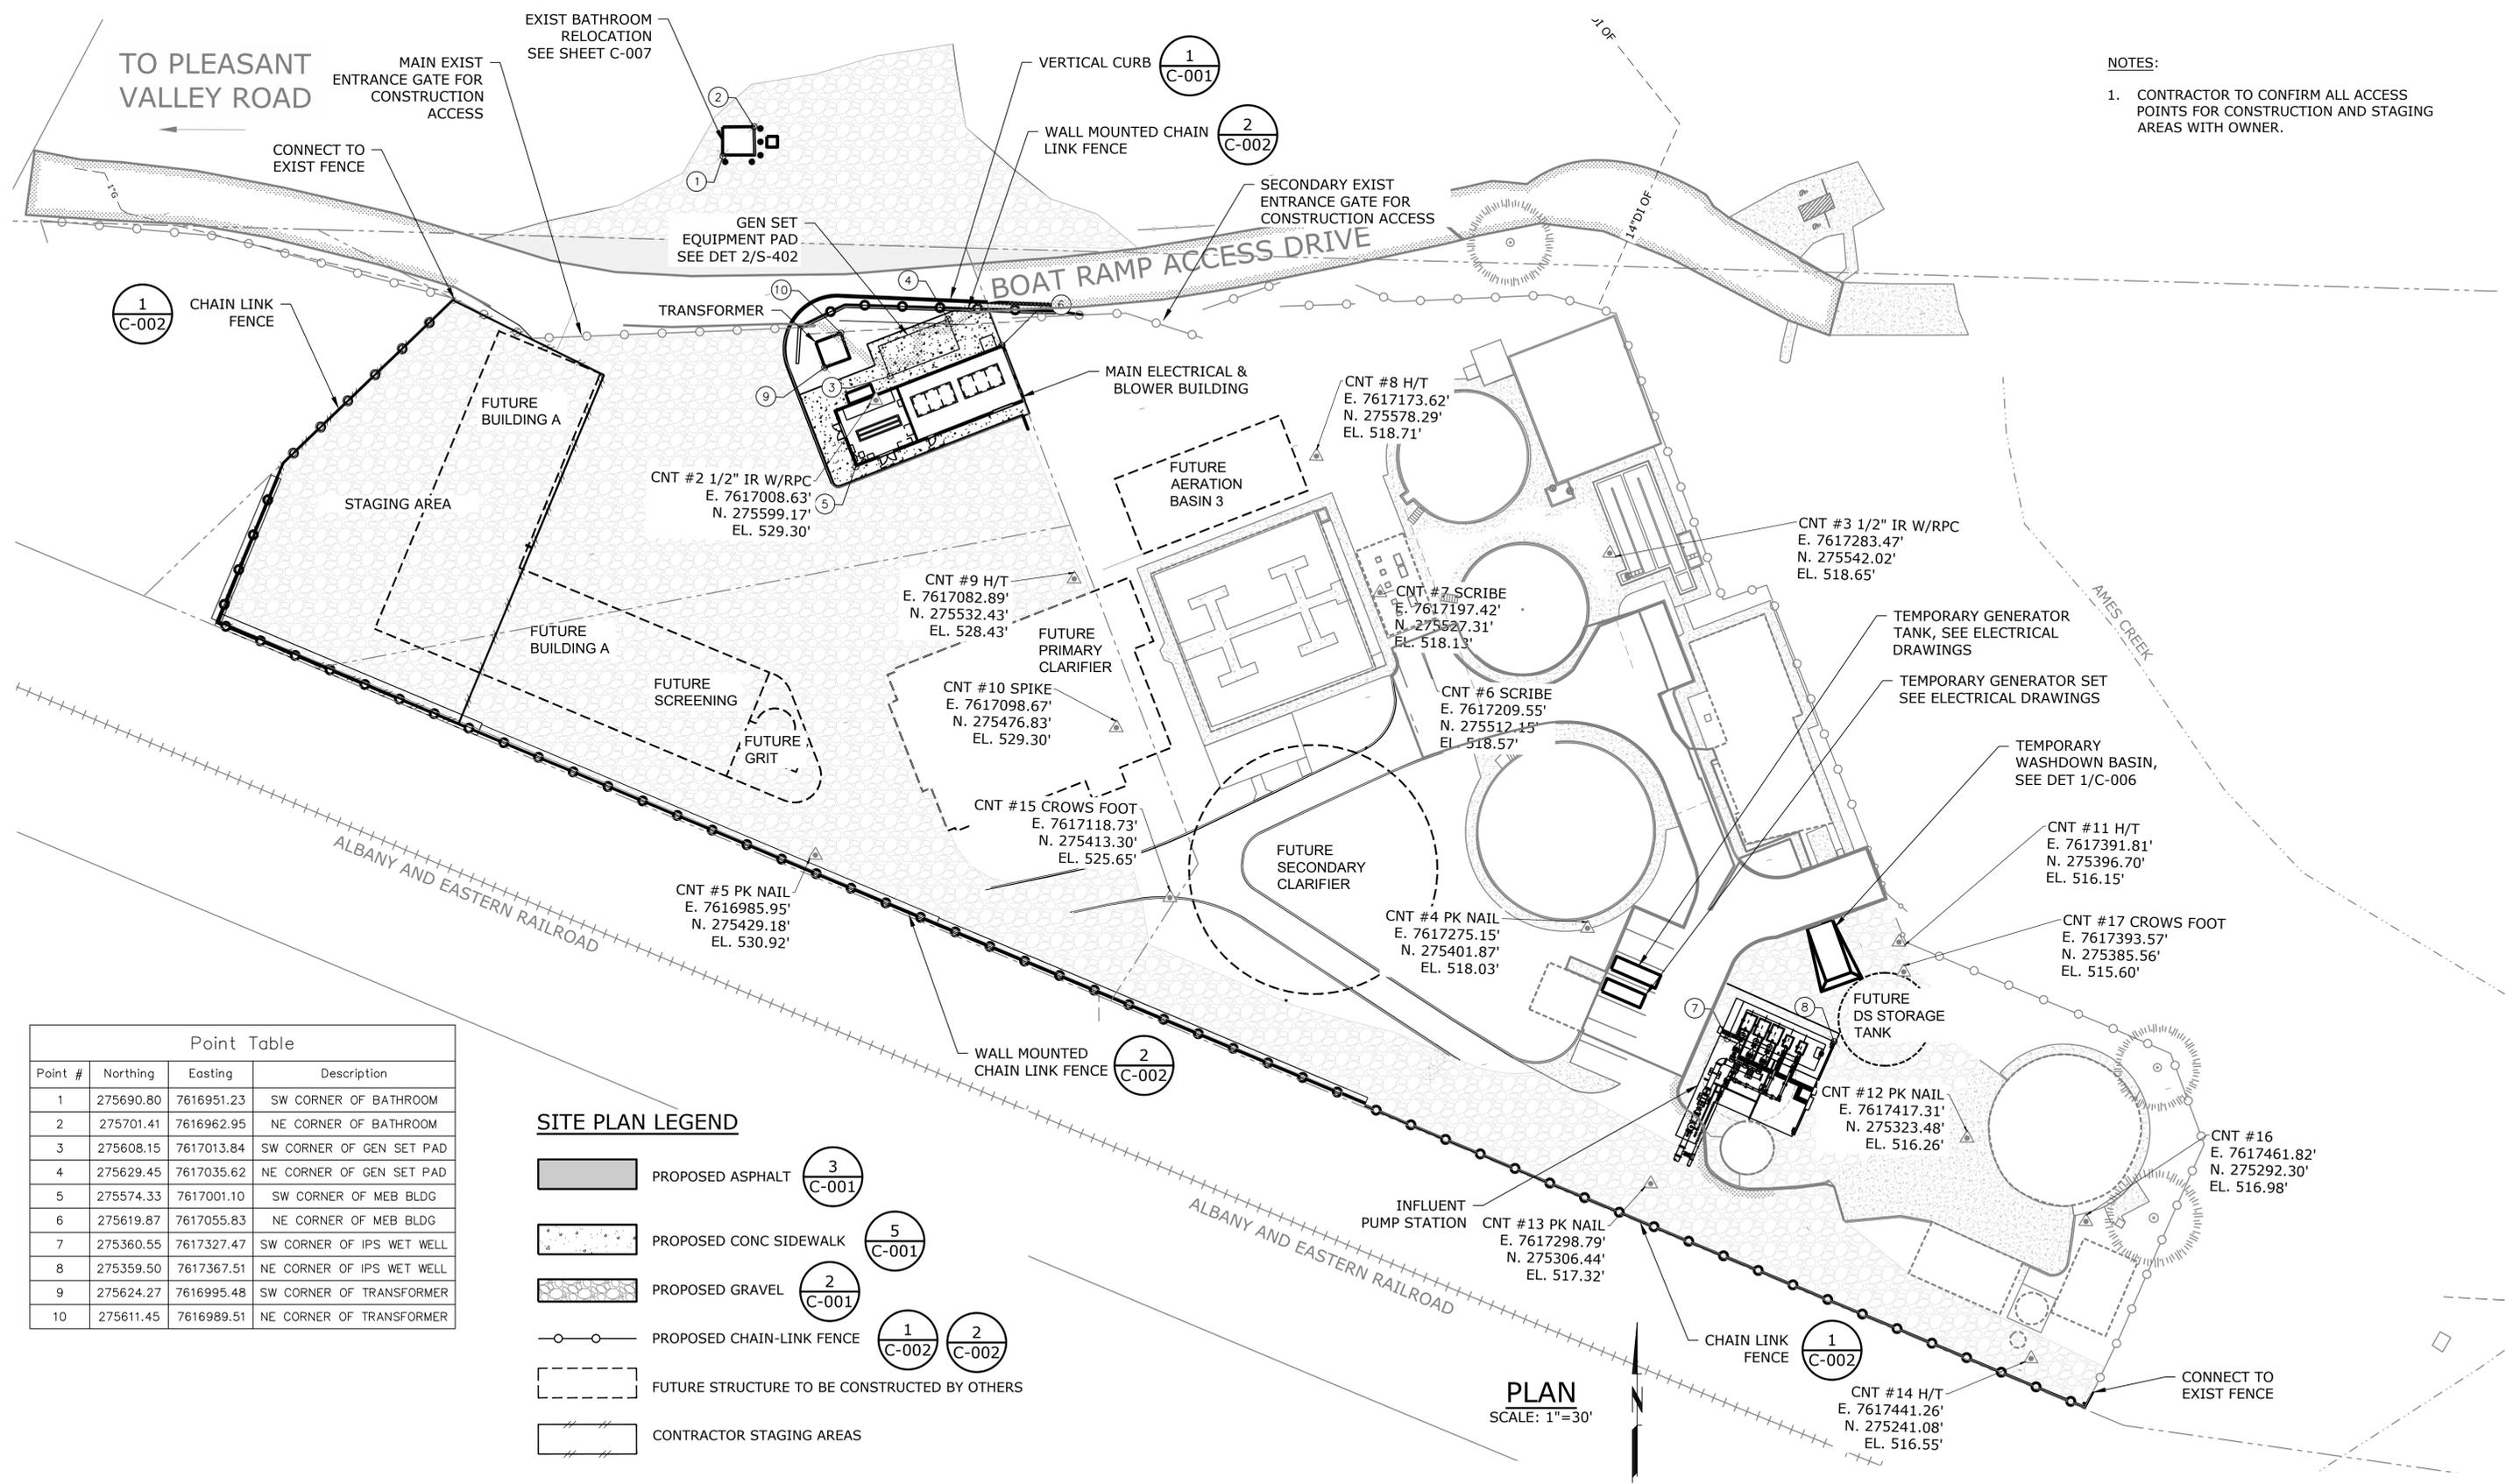 TO PLEASANT
VALLEY ROAD
EXIST BATHROOM
RELOCATION
SEE SHEET C-007
MAIN EXIST
ENTRANCE GATE FOR
CONSTRUCTION
ACCESS
CONNECT TO
EXIST FENCE
1"G
VERTICAL CURB
1
C-001
WALL MOUNTED CHAIN
LINK FENCE
2
C-002
SECONDARY EXIST
ENTRANCE GATE FOR
CONSTRUCTION ACCESS
DI OF
14"DI OF
NOTES:
1. CONTRACTOR TO CONFIRM ALL ACCESS
POINTS FOR CONSTRUCTION AND STAGING
AREAS WITH OWNER.
2
1
GEN SET
EQUIPMENT PAD
SEE DET 2/S-402
BOAT RAMP ACCESS DRIVE
1
C-002
CHAIN LINK
FENCE
10
4
6
TRANSFORMER
9
3
5
MAIN ELECTRICAL &
BLOWER BUILDING
FUTURE
BUILDING A
STAGING AREA
CNT #2 1/2" IR W/RPC
E. 7617008.63'
N. 275599.17'
EL. 529.30'
CNT #8 H/T
E. 7617173.62'
N. 275578.29'
EL. 518.71'
FUTURE
AERATION
BASIN 3
CNT #3 1/2" IR W/RPC
E. 7617283.47'
N. 275542.02'
EL. 518.65'
AMES CREEK
CNT #9 H/T
E. 7617082.89'
N. 275532.43'
EL. 528.43'
CNT #7 SCRIBE
E. 7617197.42'
N. 275527.31'
EL. 518.13'
FUTURE
BUILDING A
FUTURE
PRIMARY
CLARIFIER
FUTURE
SCREENING
FUTURE
GRIT
CNT #10 SPIKE
E. 7617098.67'
N. 275476.83'
EL. 529.30'
CNT #6 SCRIBE
E. 7617209.55'
N. 275512.15'
EL. 518.57'
TEMPORARY GENERATOR
TANK, SEE ELECTRICAL
DRAWINGS
TEMPORARY GENERATOR SET
SEE ELECTRICAL DRAWINGS
TEMPORARY
WASHDOWN BASIN,
SEE DET 1/C-006
CNT #15 CROWS FOOT
E. 7617118.73'
N. 275413.30'
EL. 525.65'
FUTURE
SECONDARY
CLARIFIER
CNT #11 H/T
E. 7617391.81'
N. 275396.70'
EL. 516.15'
ALBANY AND EASTERN RAILROAD
CNT #5 PK NAIL
E. 7616985.95'
N. 275429.18'
EL. 530.92'
CNT #4 PK NAIL
E. 7617275.15'
N. 275401.87'
EL. 518.03'
CNT #17 CROWS FOOT
E. 7617393.57'
N. 275385.56'
EL. 515.60'
7
8
FUTURE
DS STORAGE
TANK
WALL MOUNTED
CHAIN LINK FENCE
2
C-002
CNT #12 PK NAIL
E. 7617417.31'
N. 275323.48'
EL. 516.26'
CNT #16
E. 7617461.82'
N. 275292.30'
EL. 516.98'
INFLUENT
PUMP STATION
CNT #13 PK NAIL
E. 7617298.79'
N. 275306.44'
EL. 517.32'
ALBANY AND EASTERN RAILROAD
CHAIN LINK
FENCE
1
C-002
CONNECT TO
EXIST FENCE
CNT #14 H/T
E. 7617441.26'
N. 275241.08'
EL. 516.55'
Point Table
Point # Northing Easting Description
1 275690.80 7616951.23 SW CORNER OF BATHROOM
2 275701.41 7616962.95 NE CORNER OF BATHROOM
3 275608.15 7617013.84 SW CORNER OF GEN SET PAD
4 275629.45 7617035.62 NE CORNER OF GEN SET PAD
5 275574.33 7617001.10 SW CORNER OF MEB BLDG
6 275619.87 7617055.83 NE CORNER OF MEB BLDG
7 275360.55 7617327.47 SW CORNER OF IPS WET WELL
8 275359.50 7617367.51 NE CORNER OF IPS WET WELL
9 275624.27 7616995.48 SW CORNER OF TRANSFORMER
10 275611.45 7616989.51 NE CORNER OF TRANSFORMER
SITE PLAN LEGEND
PROPOSED ASPHALT
3
C-001
PROPOSED CONC SIDEWALK
5
C-001
PROPOSED GRAVEL
2
C-001
PROPOSED CHAIN-LINK FENCE
1
C-002
2
C-002
FUTURE STRUCTURE TO BE CONSTRUCTED BY OTHERS
CONTRACTOR STAGING AREAS
PLAN
SCALE: 1"=30'
N